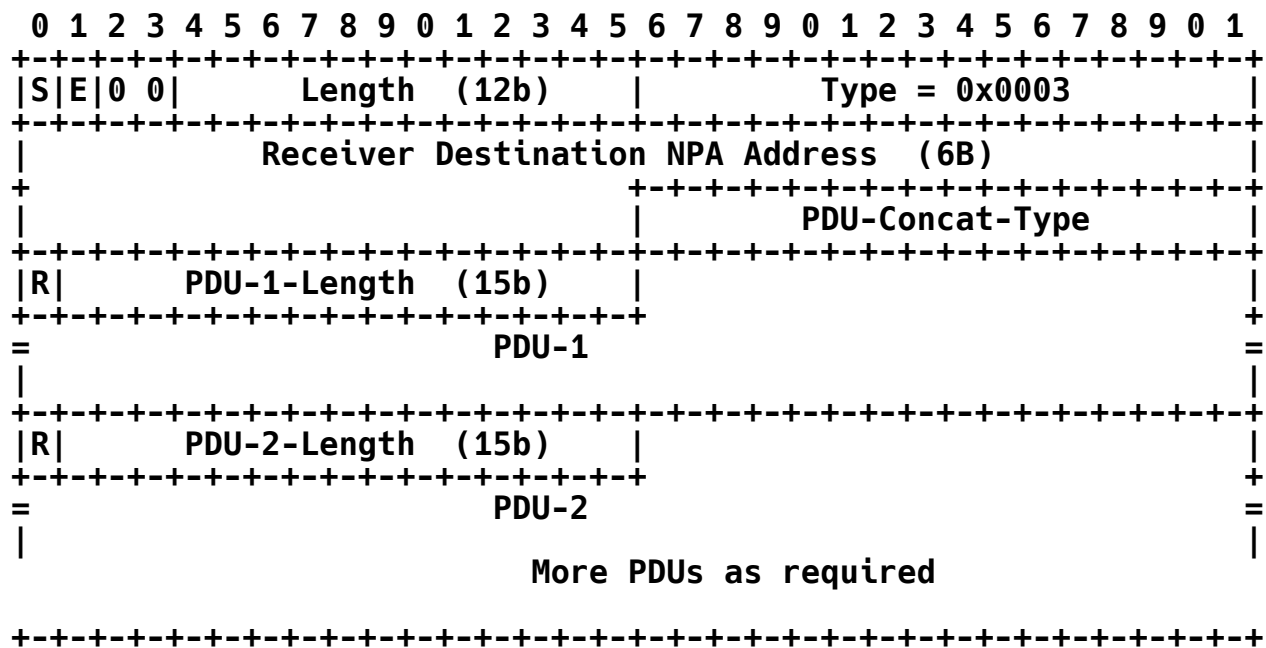 0 1 2 3 4 5 6 7 8 9 0 1 2 3 4 5 6 7 8 9 0 1 2 3 4 5 6 7 8 9 0 1
+-+-+-+-+-+-+-+-+-+-+-+-+-+-+-+-+-+-+-+-+-+-+-+-+-+-+-+-+-+-+-+-+
|S|E|0 0|      Length  (12b)    |         Type = 0x0003         |
+-+-+-+-+-+-+-+-+-+-+-+-+-+-+-+-+-+-+-+-+-+-+-+-+-+-+-+-+-+-+-+-+
|            Receiver Destination NPA Address  (6B)             |
+                               +-+-+-+-+-+-+-+-+-+-+-+-+-+-+-+-+
|                               |        PDU-Concat-Type        |
+-+-+-+-+-+-+-+-+-+-+-+-+-+-+-+-+-+-+-+-+-+-+-+-+-+-+-+-+-+-+-+-+
|R|      PDU-1-Length  (15b)    |                               |
+-+-+-+-+-+-+-+-+-+-+-+-+-+-+-+-+                               +
=                        PDU-1                                  =
|                                                               |
+-+-+-+-+-+-+-+-+-+-+-+-+-+-+-+-+-+-+-+-+-+-+-+-+-+-+-+-+-+-+-+-+
|R|      PDU-2-Length  (15b)    |                               |
+-+-+-+-+-+-+-+-+-+-+-+-+-+-+-+-+                               +
=                        PDU-2                                  =
|                                                               |
                           More PDUs as required

+-+-+-+-+-+-+-+-+-+-+-+-+-+-+-+-+-+-+-+-+-+-+-+-+-+-+-+-+-+-+-+-+